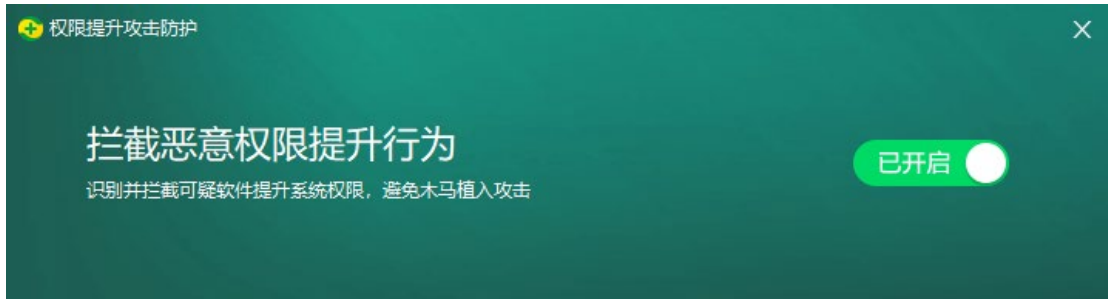 权限提升攻击防护
拦截恶意权限提升行为
已开启
识别并拦截可疑软件提升系统权限，避免木马植入攻击